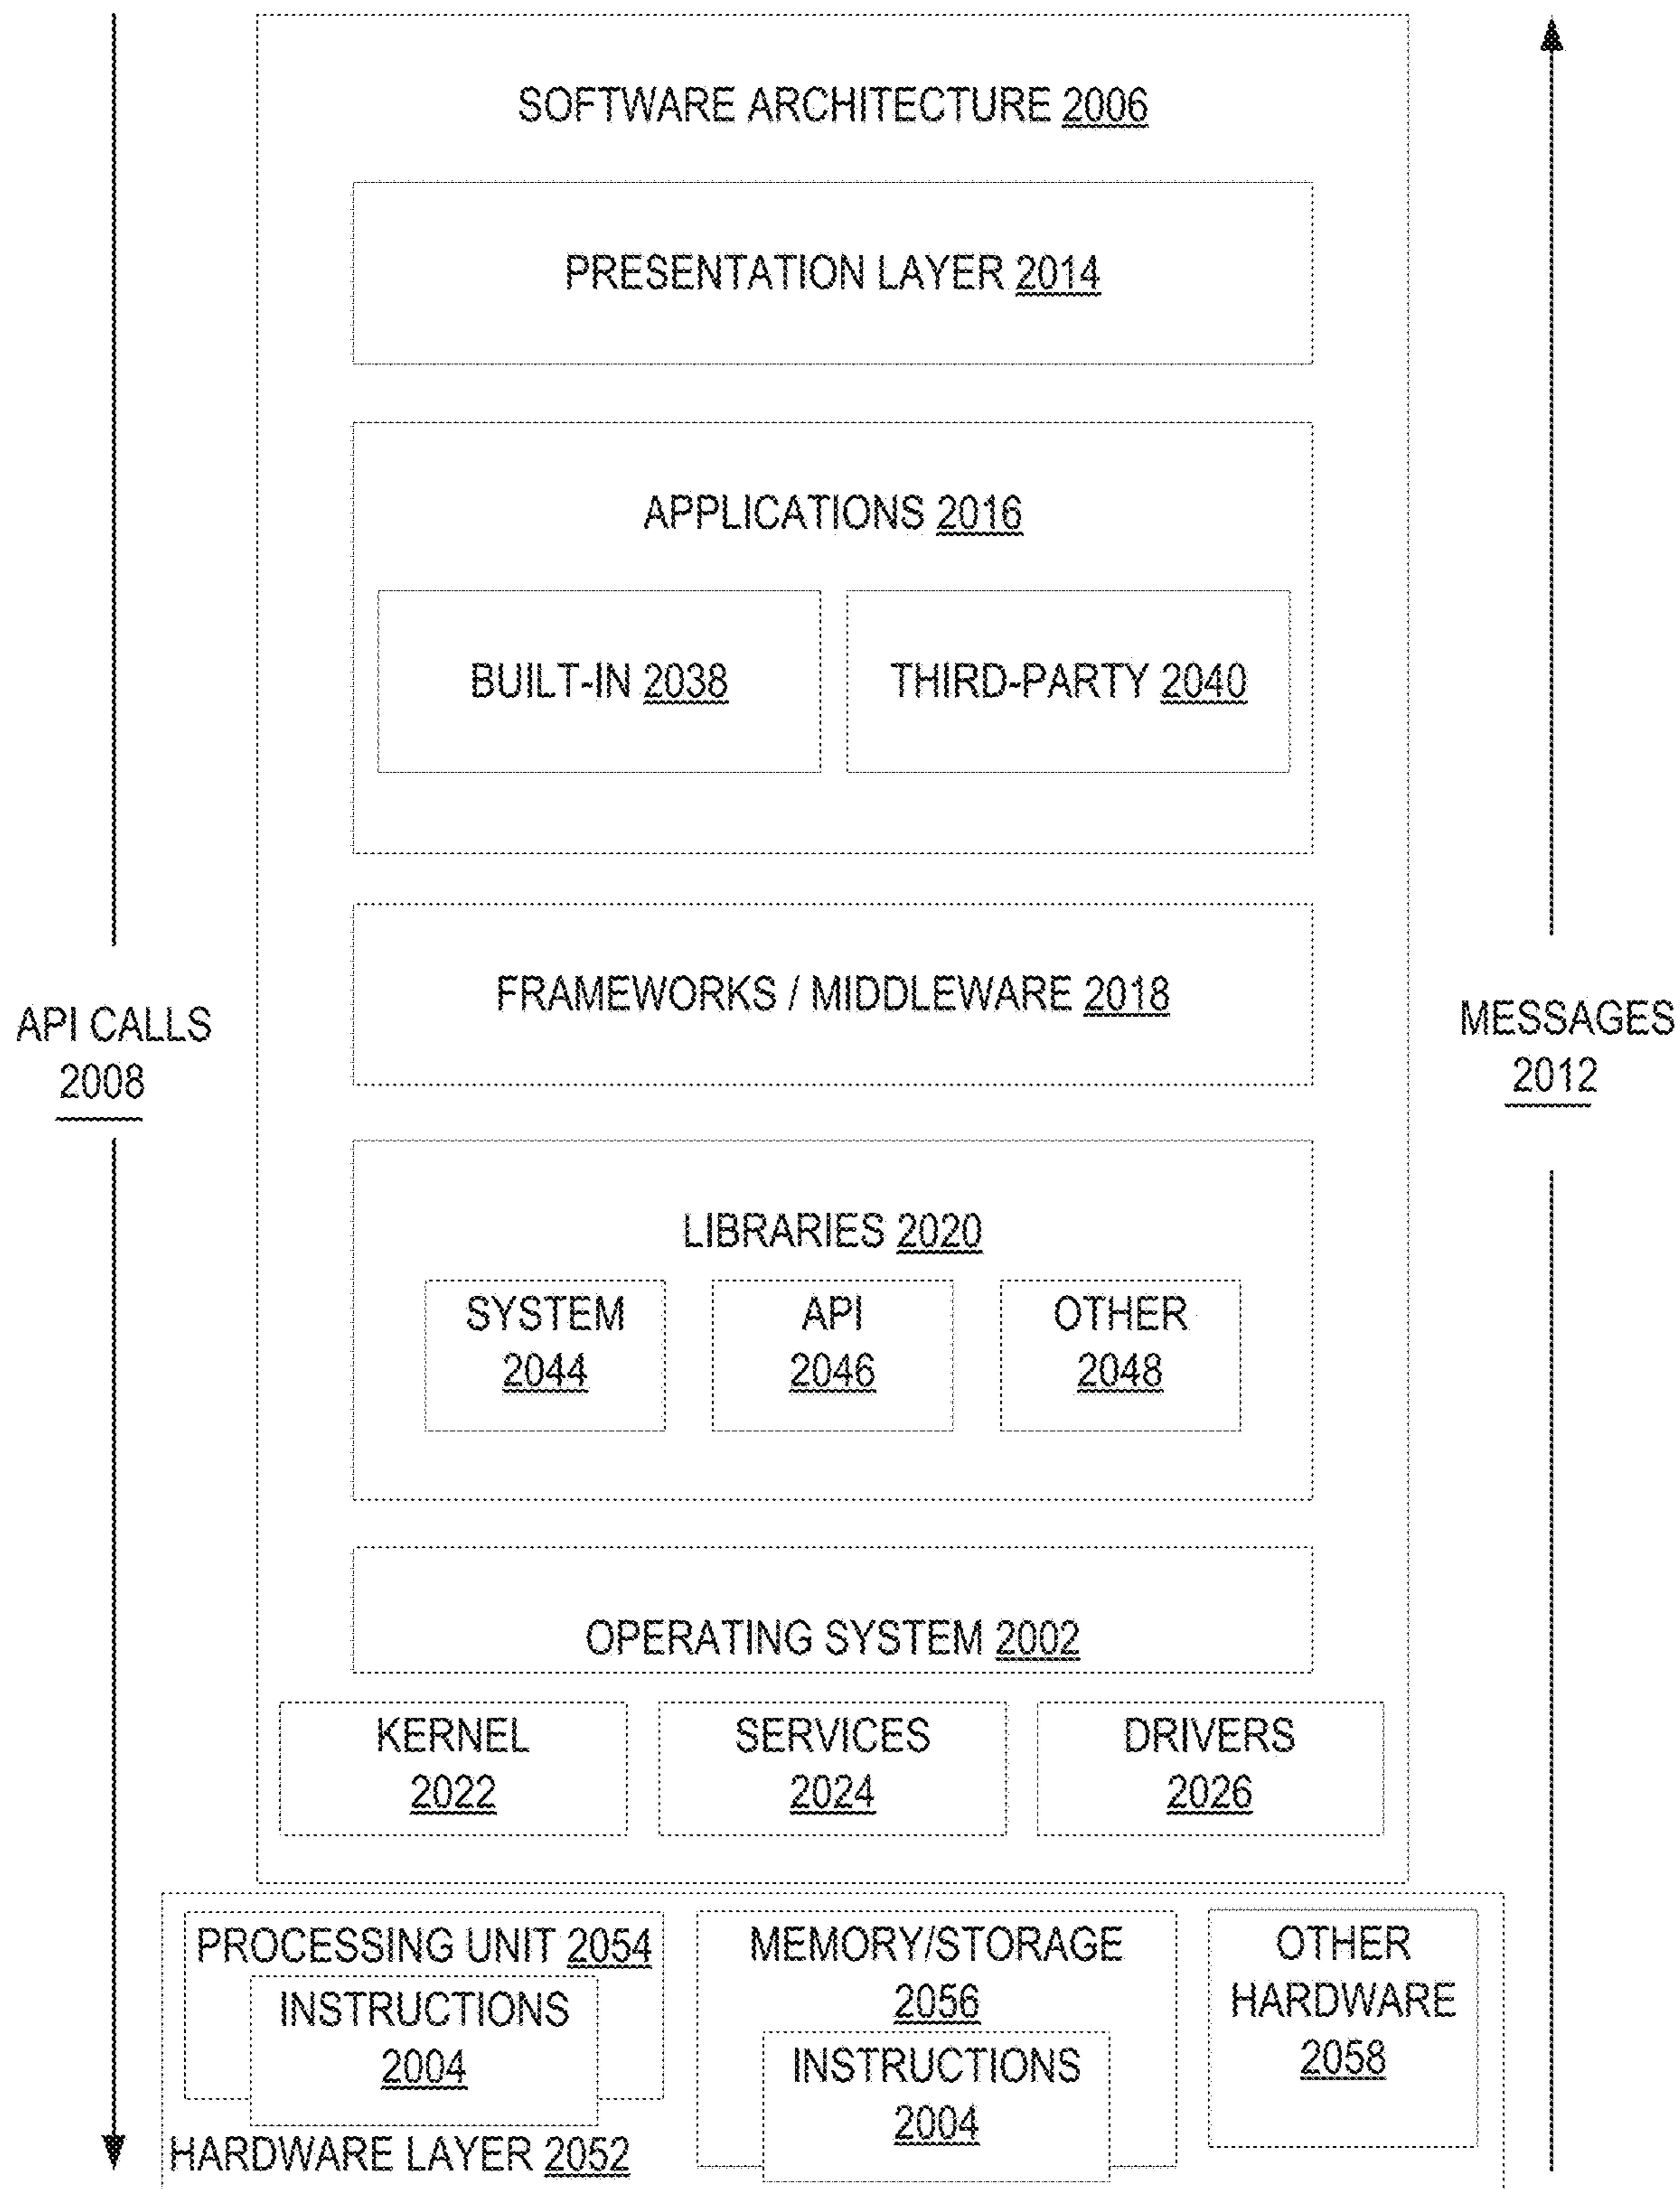 SOFTWARE ARCHITECTURE 2006
PRESENTATION LAYER 2014
APPLICATIONS 2016
BUILT-IN 2038
THIRD-PARTY 2040
FRAMEWORKS / MIDDLEWARE 2018
API CALLS
2008
MESSAGES
2012
LIBRARIES 2020
SYSTEM
2044
API
2046
OTHER
2048
OPERATING SYSTEM 2002
KERNEL
2022
SERVICES
2024
DRIVERS
2026
PROCESSING UNIT 2054
INSTRUCTIONS
2004
MEMORY/STORAGE
2056
INSTRUCTIONS
2004
OTHER
HARDWARE
2058
HARDWARE LAYER 2052